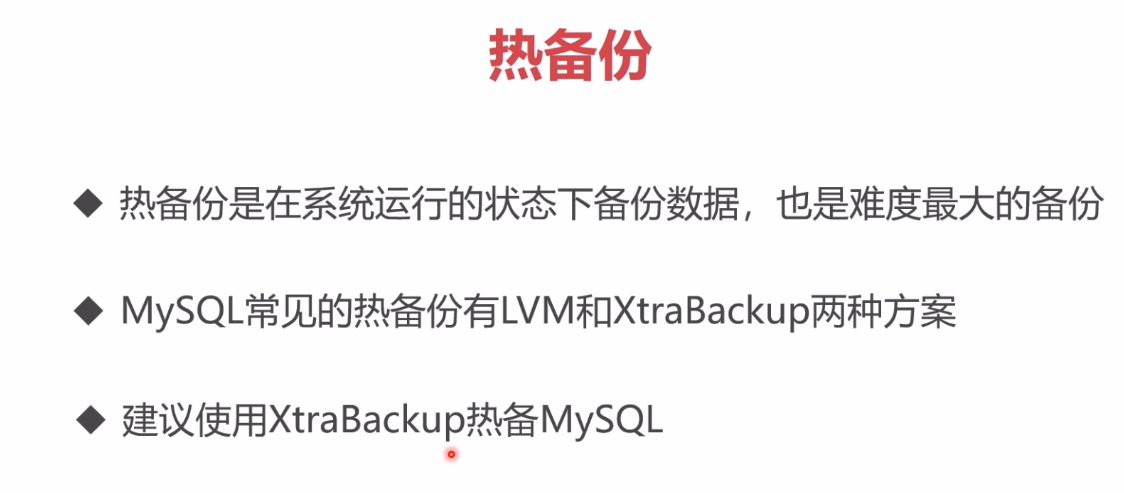 热备份
◆ 热备份是在系统运行的状态下备份数据，也是难度最大的备份
◆ MySQL常见的热备份有LVM和XtraBackup两种方案
◆ 建议使用XtraBackup热备MySQL